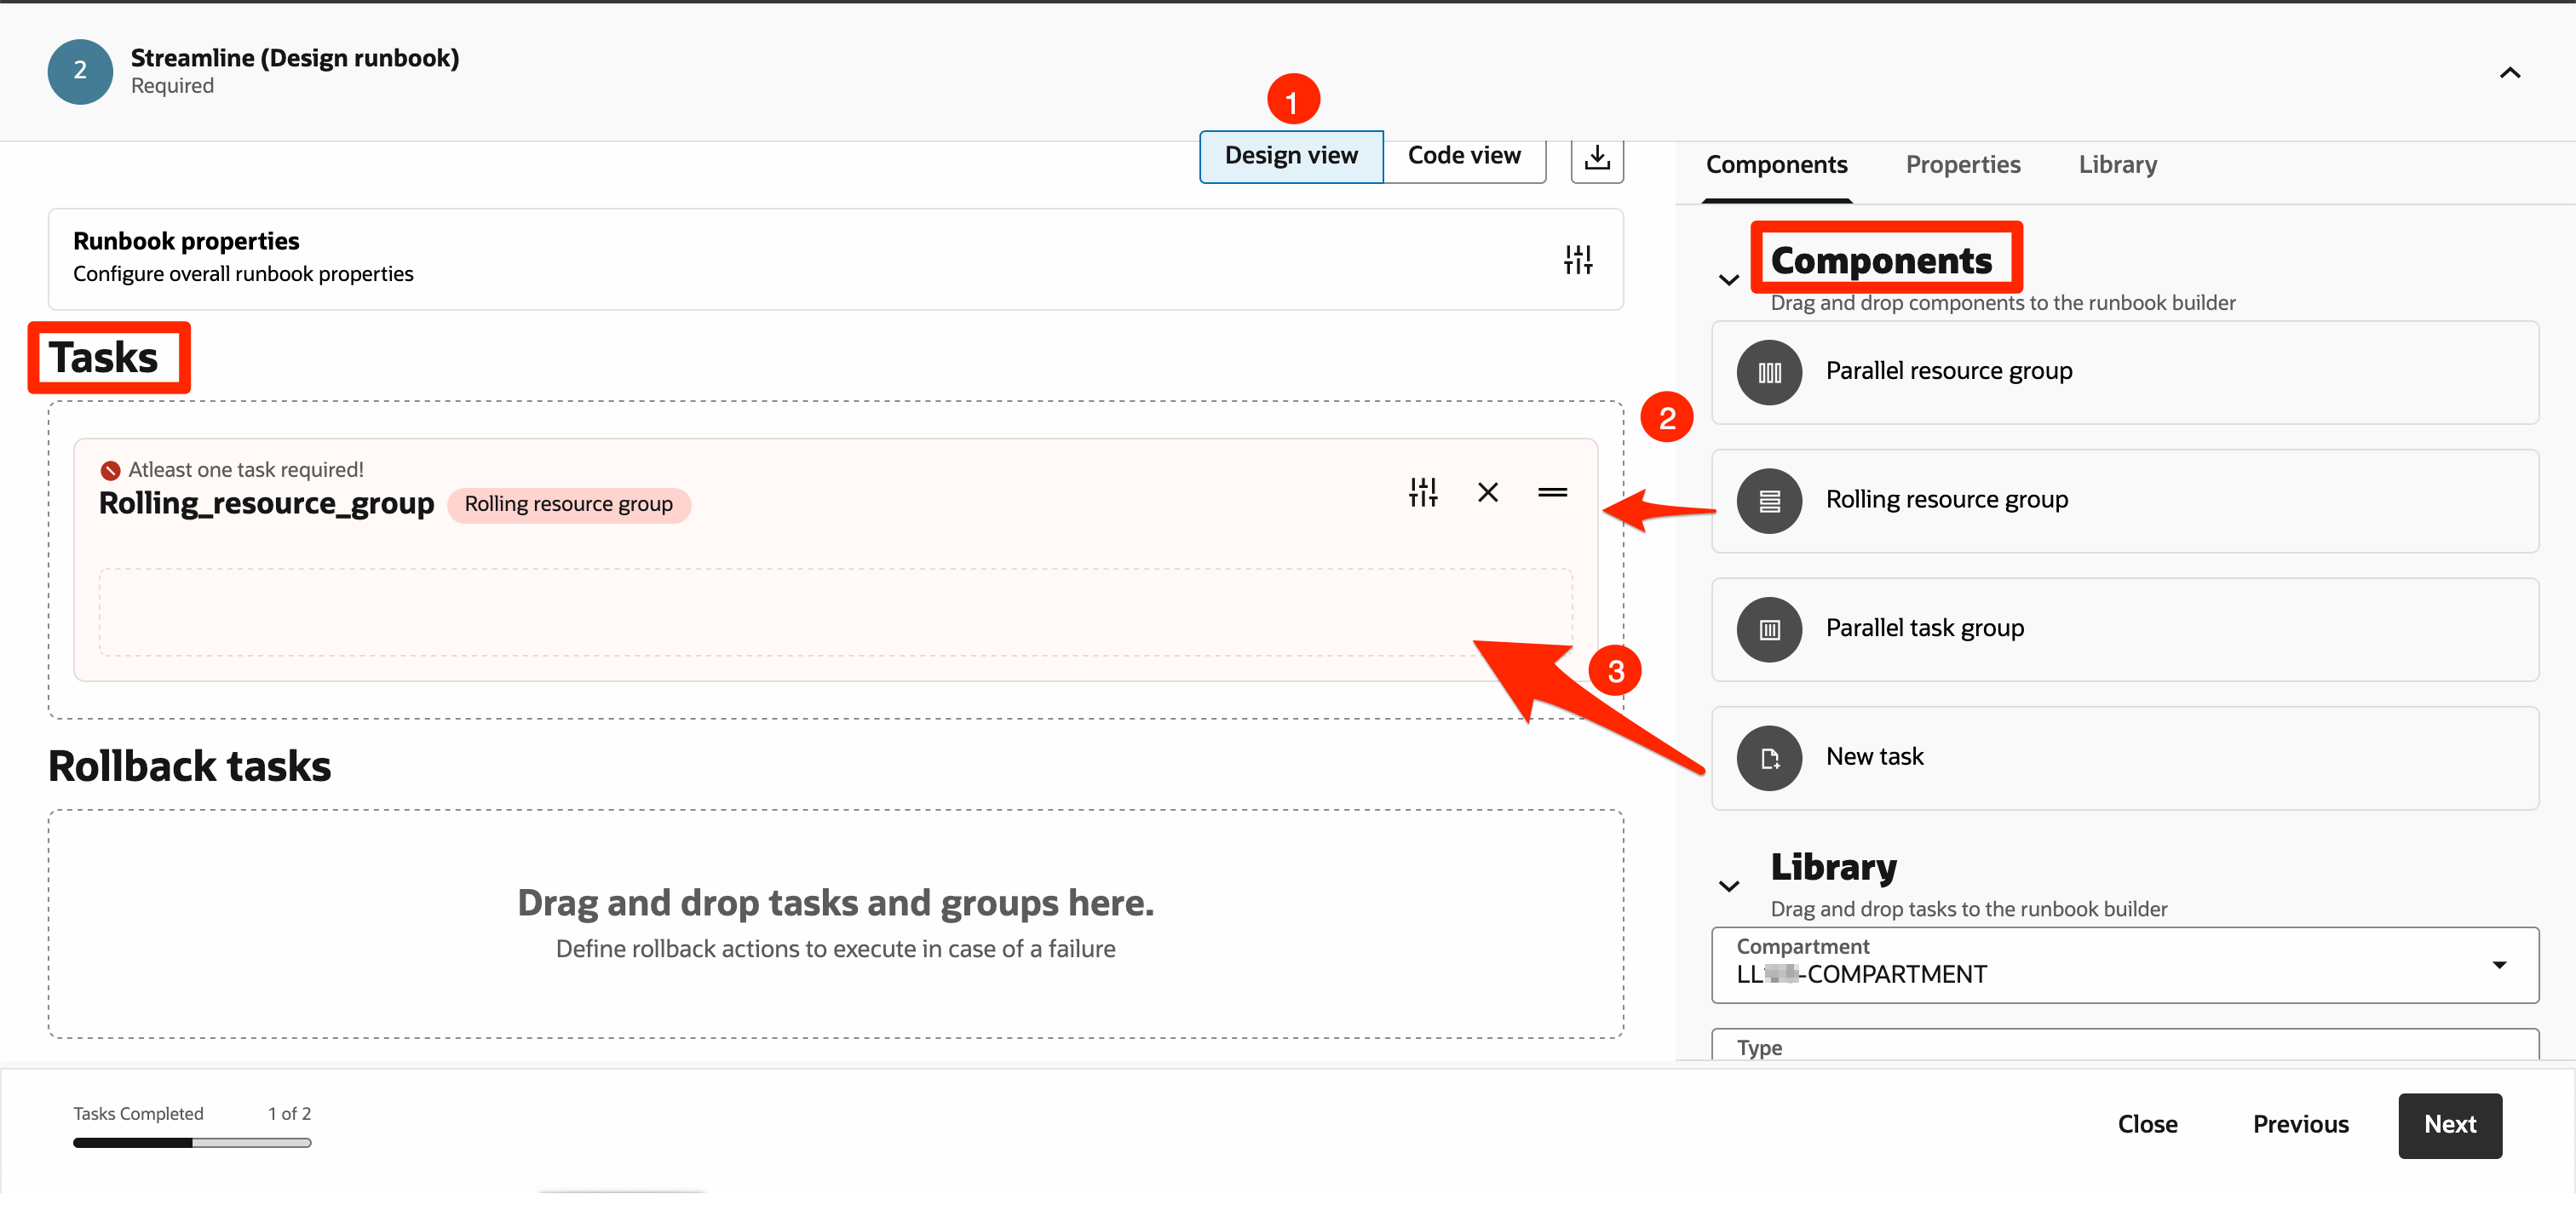 2
Streamline (Design runbook)
Required
1
Design view
Code view
Components
Properties
Library
Runbook properties
Configure overall runbook properties
Components
Drag and drop components to the runbook builder
Tasks
Parallel resource group
2
Atleast one task required!
Rolling_resource_group
Rolling resource group
Rolling resource group
Parallel task group
3
New task
Rollback tasks
Drag and drop tasks and groups here.
Define rollback actions to execute in case of a failure
Library
Drag and drop tasks to the runbook builder
Compartment
LL -COMPARTMENT
Type
Tasks Completed
1 of 2
Close
Previous
Next